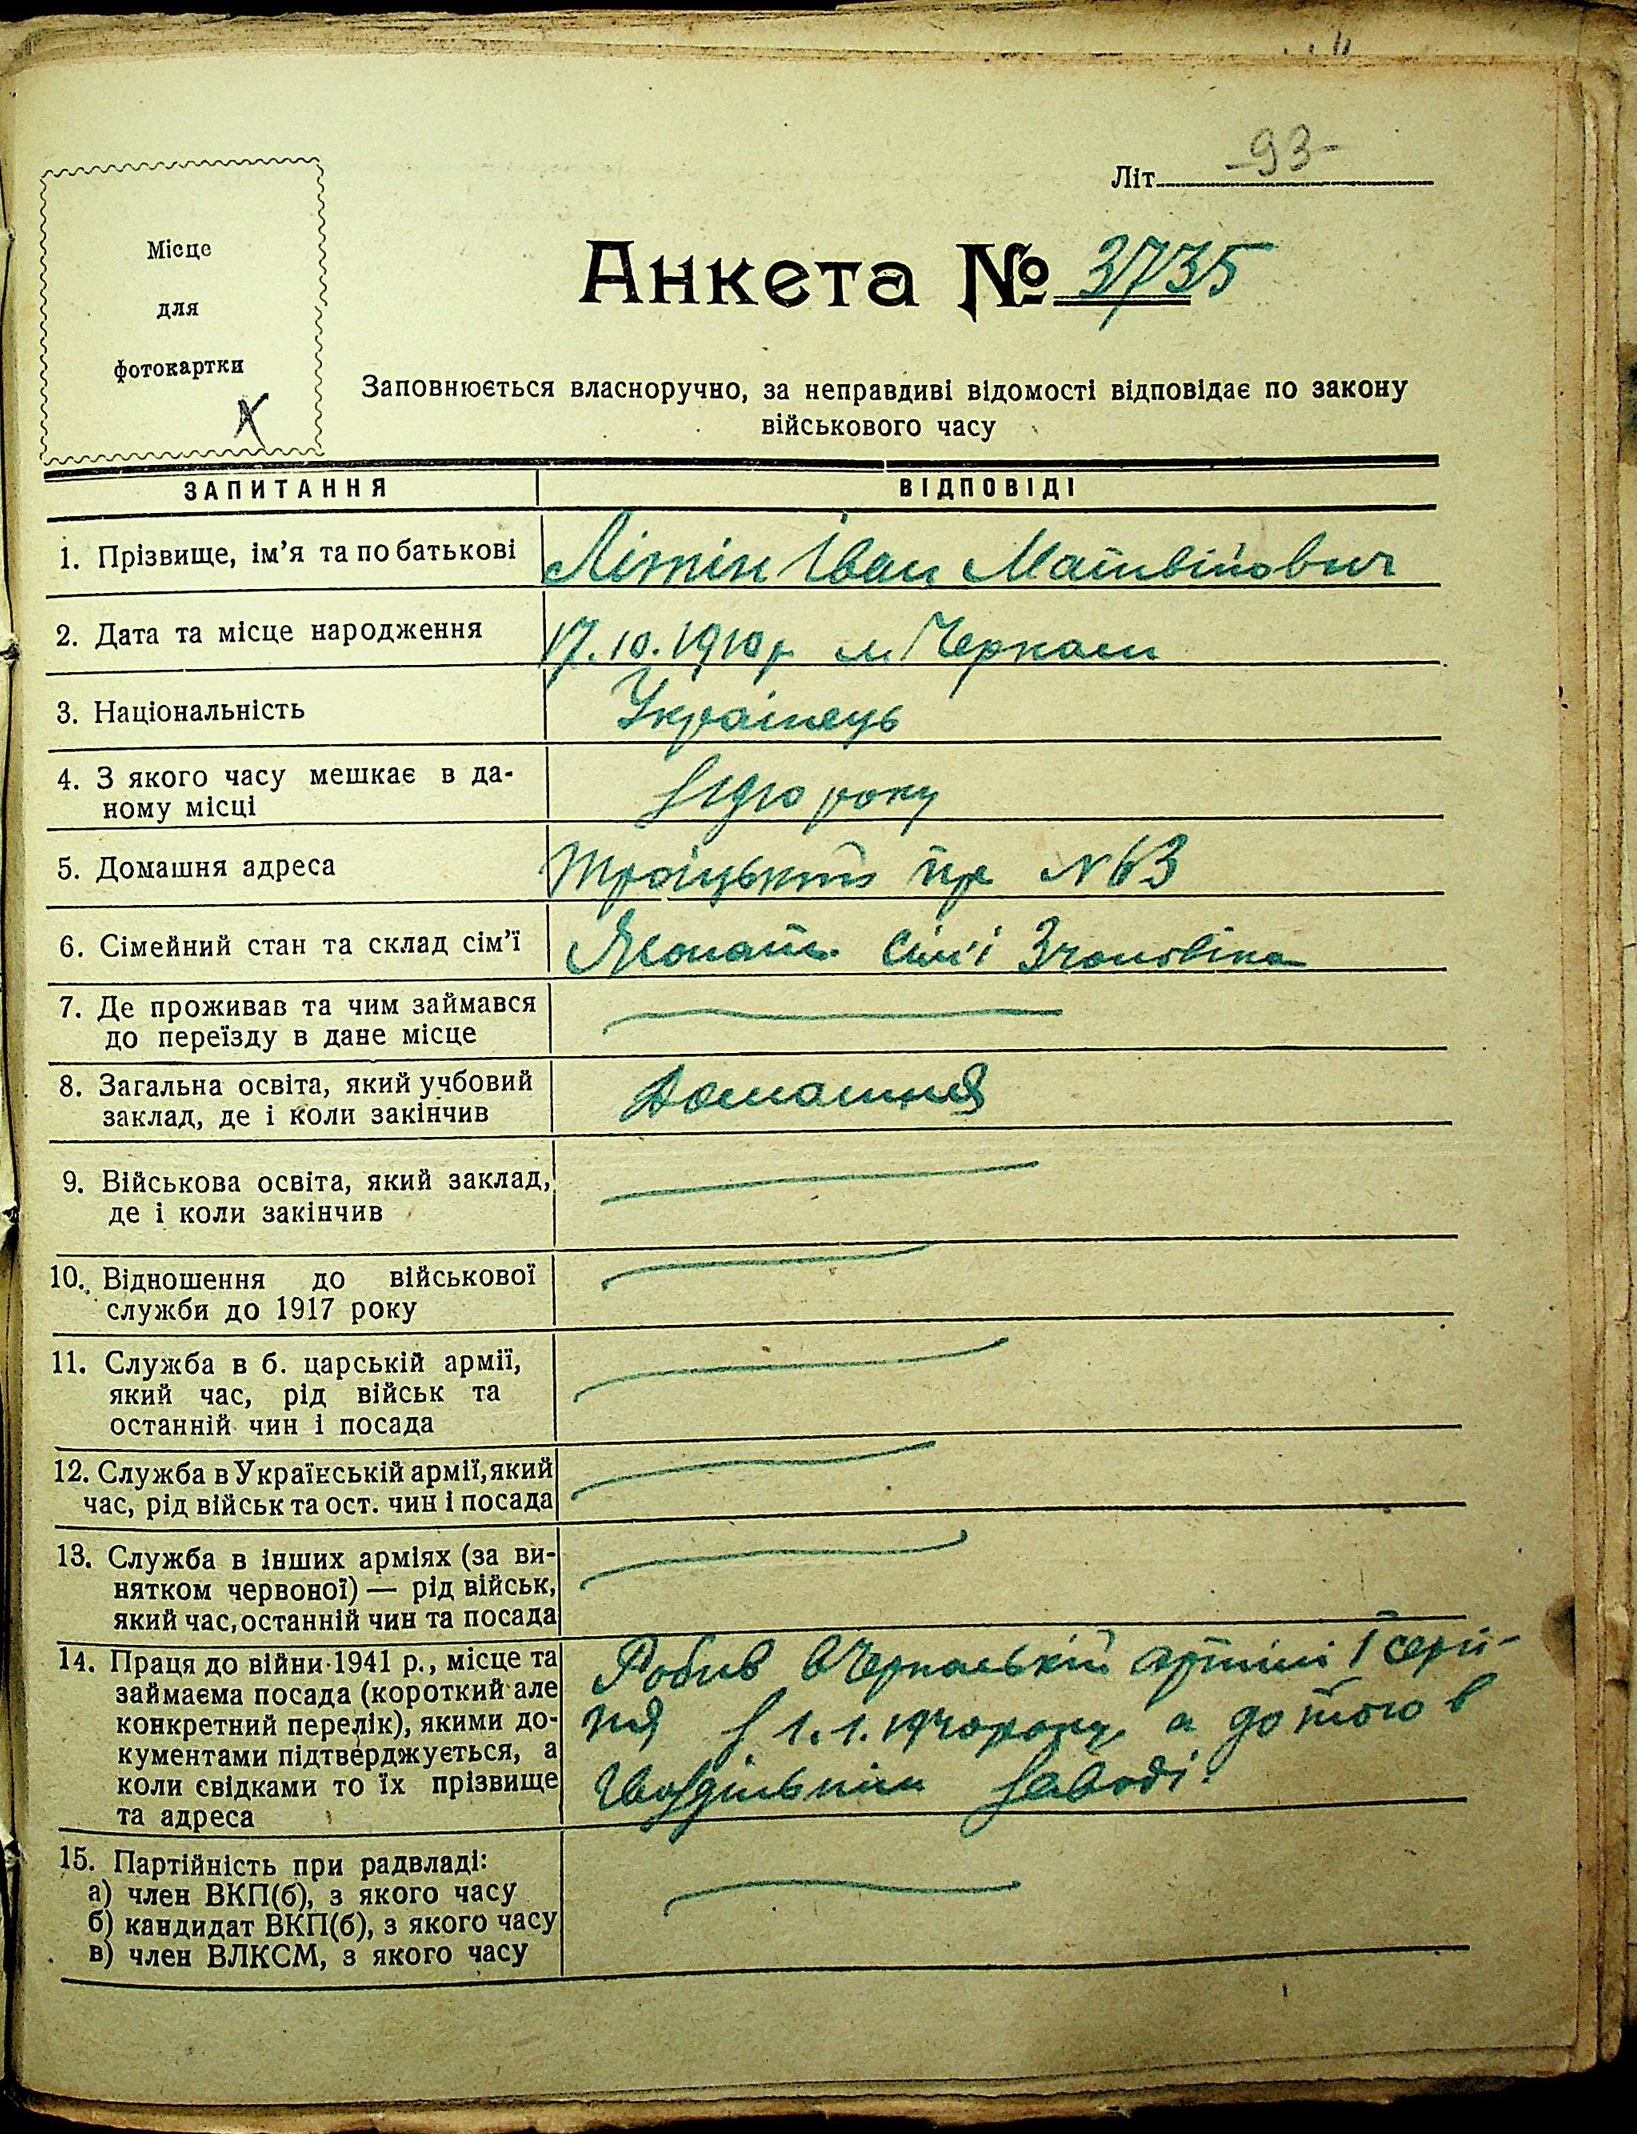 -93-
Літ
Місце
для
фотокартки
Анкета № 3735
Заповнюється власноручно, за неправдиві відомості відповідає по закону
військового часу
ЗАПИТАННЯ ВІДПОВІДІ
1. Прізвище, ім'я та по батькові Літін Іван Матвійович
2. Дата та місце народження 17.10.1910р м. Черкаси
3. Національність Українець
4. З якого часу мешкає в да-
ному місці З 1910 року
5. Домашня адреса Троіцький пр №63
6. Сімейний стан та склад сім'ї Жонат. Сім'і 3 чоловіка
7. Де проживав та чим займався
до переїзду в дане місце
8. Загальна освіта, який учбовий
заклад, де і коли закінчив Домашня
9. Військова освіта, який заклад,
де і коли закінчив
10. Відношення до військової
служби до 1917 року
11. Служба в б. царській армії,
який час, рід військ та
останній чин і посада
12. Служба в Українській армії, який
час, рід військ та ост. чин і посада
13. Служба в інших арміях (за ви-
нятком червоної) — рід військ,
який час, останній чин та посада
14. Праця до війни 1941 р., місце та
займаєма посада (короткий але
конкретний перелік), якими до-
кументами підтверджується, а
коли свідками то їх прізвище
та адреса
Робив в Черкаській артілі 1 серп-
ня з 1.1.1940 року, а до того в
Гвоздільнім заводі.
15. Партійність при радвладі:
а) член ВКП(б), з якого часу
б) кандидат ВКП(б), з якого часу
в) член ВЛКСМ, з якого часу